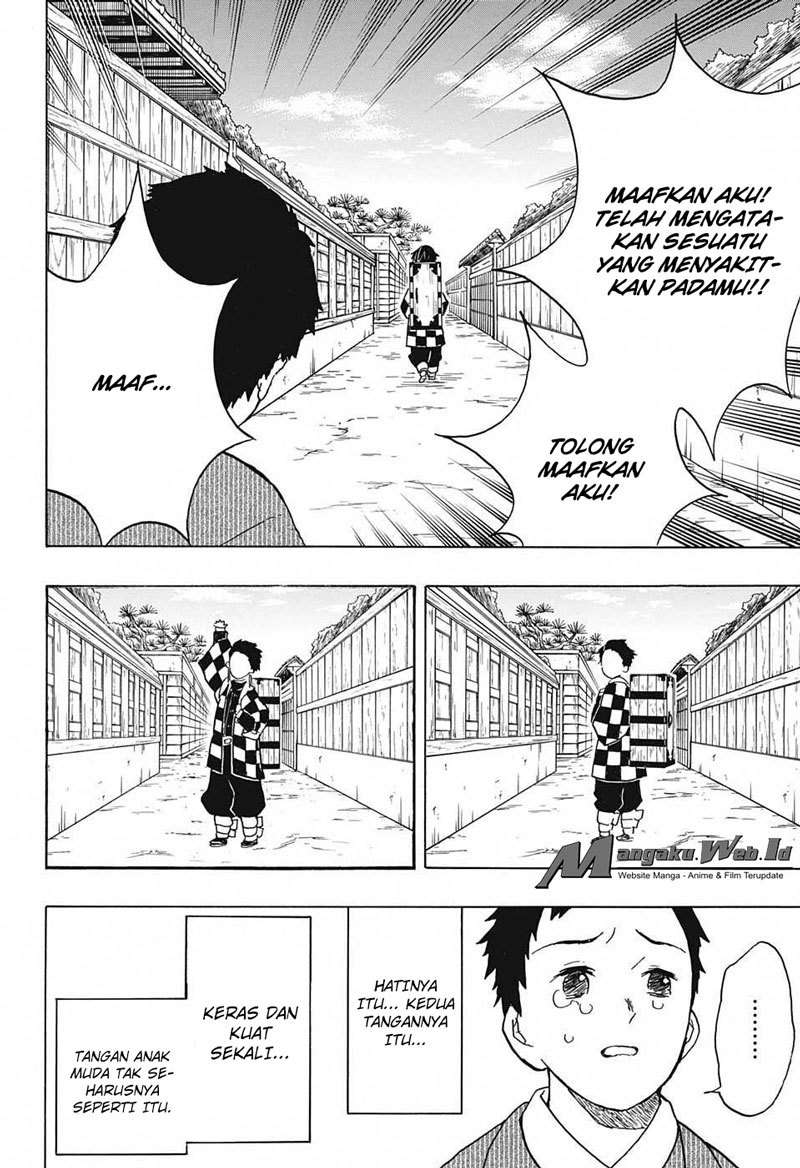 MAAFKAN AKU!
TELAH MENGATA-
KAN SESUATU
YANG MENYAKIT-
KAN PADAMU!!
TOLONG
MAAFKAN
AKU!
MAAF...
Mangaku.Web.Id
Website Manga - Anime & Film Terupdate
.........
HATINYA
ITU... KEDUA
TANGANNYA
ITU...
KERAS DAN
KUAT
SEKALI...
TANGAN ANAK
MUDA TAK SE-
HARUSNYA
SEPERTI ITU.